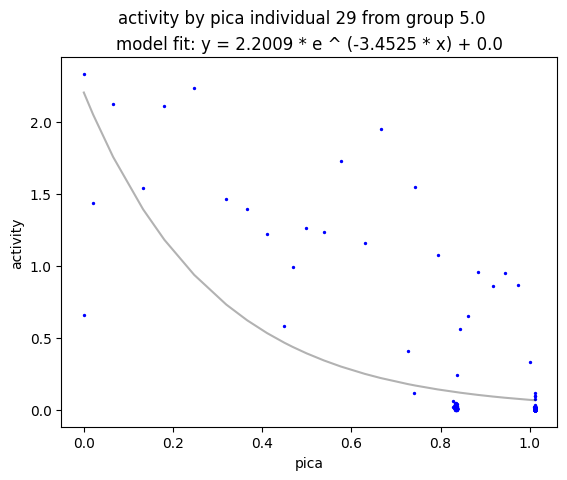 activity by pica individual 29 from group 5.0
model fit: y = 2.2009 * e ^ (-3.4525 * x) + 0.0
2.0
1.5
1.0
0.5
0.0
activity
0.0 0.2 0.4 0.6 0.8 1.0
pica